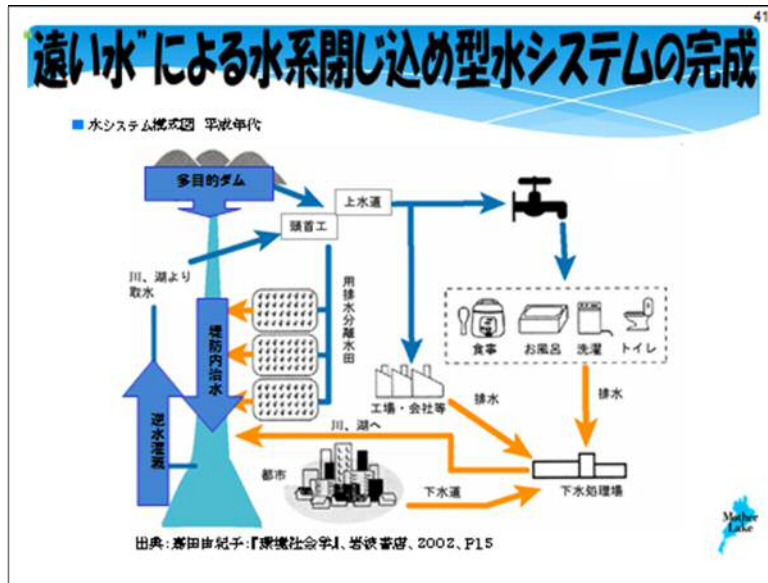 41
“遠い水”による水系閉じ込め型水システムの完成
■ 水システム模式図 平成年代
多目的ダム
上水道
頭首工
川、湖より
取水
用排水分離水田
堤防内治水
逆水灌漑
食事
お風呂
洗濯
トイレ
工場・会社等
排水
排水
川、湖へ
都市
下水道
下水処理場
出典:嘉田由紀子:『環境社会学』、岩波書店、2002、P15
Mother
Lake